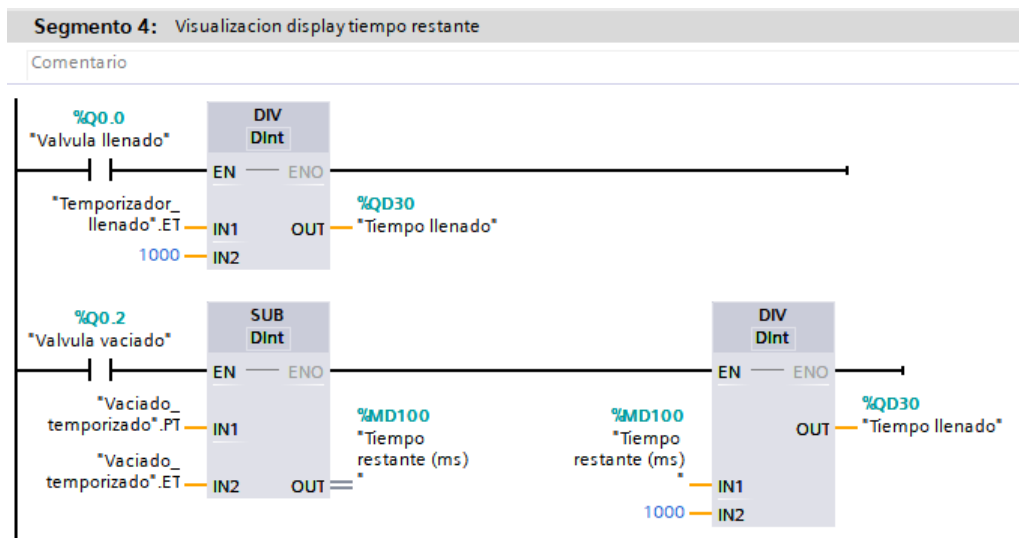 Segmento 4: Visualizacion display tiempo restante
Comentario
%Q0.0
"Valvula llenado"
DIV
DInt
EN ENO
"Temporizador_
llenado".ET
IN1
1000
IN2
OUT
%QD30
"Tiempo llenado"
%Q0.2
"Valvula vaciado"
SUB
DInt
EN ENO
"Vaciado_
temporizado".PT
IN1
"Vaciado_
temporizado".ET
IN2
OUT
%MD100
"Tiempo
restante (ms)
"
DIV
DInt
EN ENO
%MD100
"Tiempo
restante (ms)
"
IN1
1000
IN2
OUT
%QD30
"Tiempo llenado"